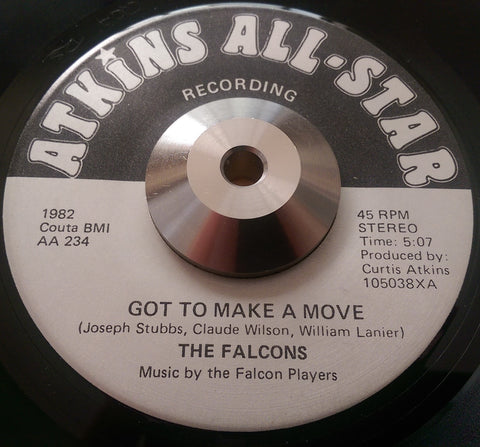 ATKiNS ALL-STAR
RECORDING
1982
Couta BMI
AA 234
45 RPM
STEREO
Time: 5:07
Produced by:
Curtis Atkins
105038XA
GOT TO MAKE A MOVE
(Joseph Stubbs, Claude Wilson, William Lanier)
THE FALCONS
Music by the Falcon Players